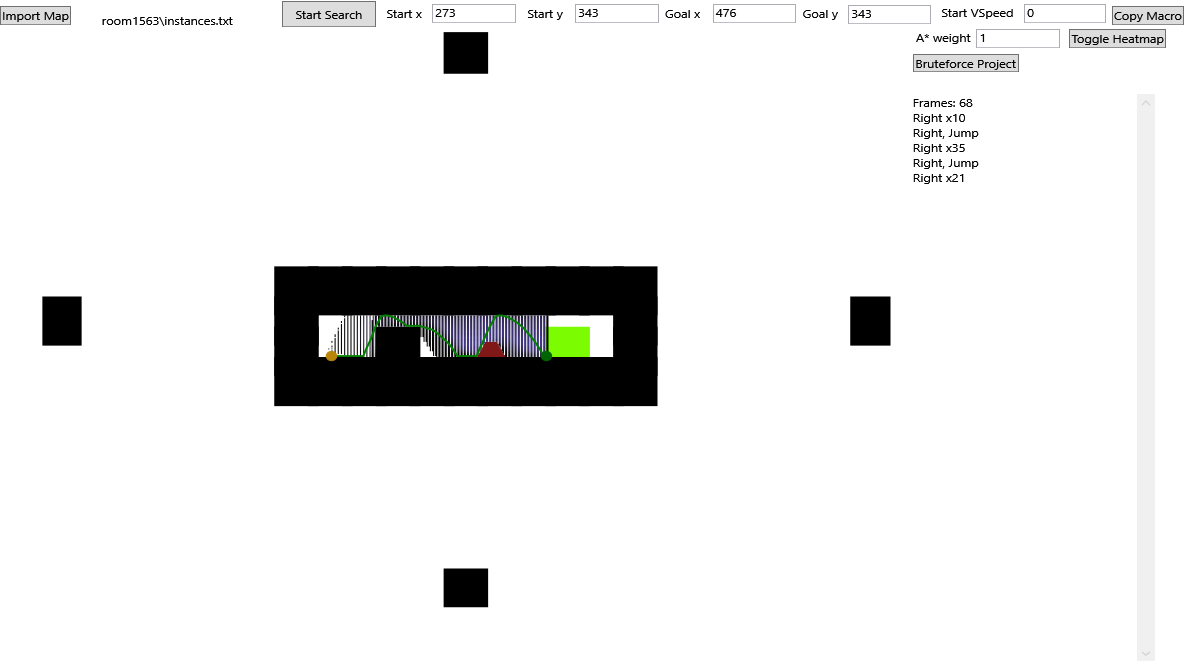 Import Map
room1563\instances.txt
Start Search
Start x 273
Start y 343
Goal x 476
Goal y 343
Start VSpeed 0
Copy Macro
A* weight 1
Toggle Heatmap
Bruteforce Project
Frames: 68
Right x10
Right, Jump
Right x35
Right, Jump
Right x21